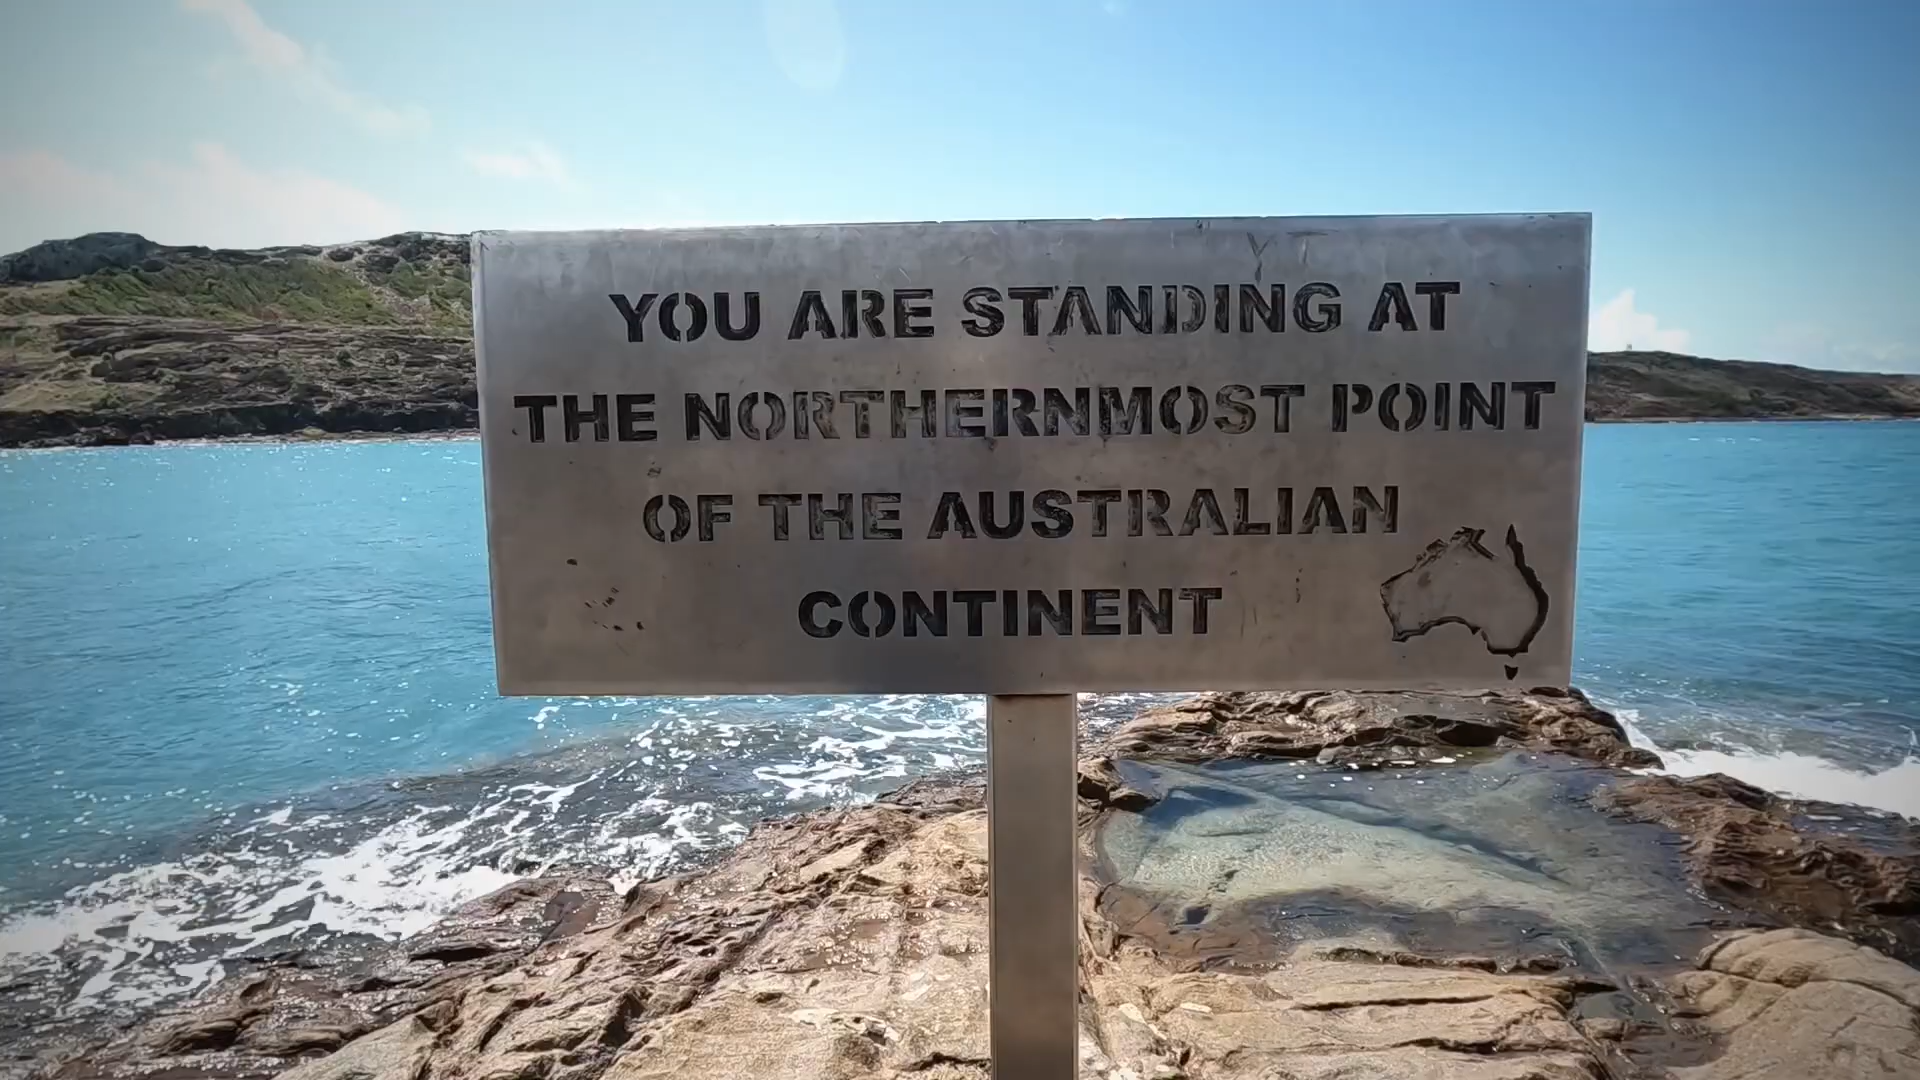 YOU ARE STANDING AT
THE NORTHERNMOST POINT
OF THE AUSTRALIAN
CONTINENT